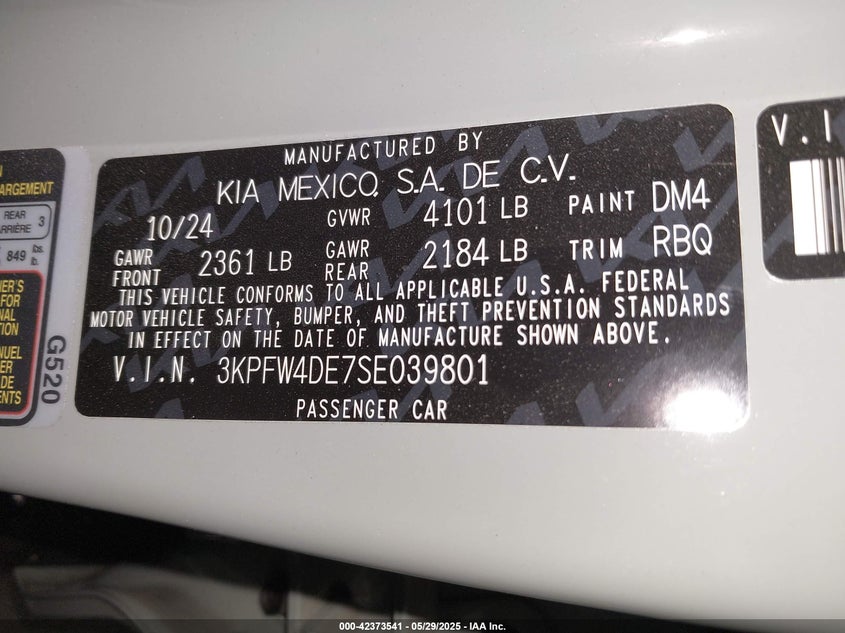 MANUFACTURED BY
KIA MEXICO, S.A. DE C.V.
10/24 GVWR 4101 LB PAINT DM4
GAWR FRONT 2361 LB GAWR REAR 2184 LB TRIM RBQ
THIS VEHICLE CONFORMS TO ALL APPLICABLE U.S.A. FEDERAL
MOTOR VEHICLE SAFETY, BUMPER, AND THEFT PREVENTION STANDARDS
IN EFFECT ON THE DATE OF MANUFACTURE SHOWN ABOVE.
V.I.N. 3KPFW4DE7SE039801
PASSENGER CAR
REAR
3
849 lbs.
G520
V.I
000-42373541 - 05/29/2025 - IAA Inc.